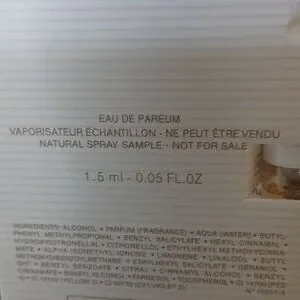 EAU DE PARFUM
VAPORISATEUR ÉCHANTILLON - NE PEUT ÊTRE VENDU
NATURAL SPRAY SAMPLE - NOT FOR SALE
1.5 ml - 0.05 FL.OZ
INGREDIENTS: ALCOHOL • PARFUM (FRAGRANCE) • AQUA (WATER) • BUTYL-
PHENYL METHYLPROPIONAL • BENZYL SALICYLATE • HEXYL CINNAMAL •
HYDROXYCITRONELLAL • CITRONELLOL • ETHYLHEXYL METHOXYCINNA-
MATE • ALPHA-ISOMETHYL IONONE • LIMONENE • LINALOOL • BUTYL
METHOXYDIBENZOYLMETHANE • ETHYLHEXYL SALICYLATE •
BHT • BENZYL BENZOATE • CITRAL • CINNAMYL ALCOHOL •
BENZYL ALCOHOL • FARNESOL • TOCOPHEROL •